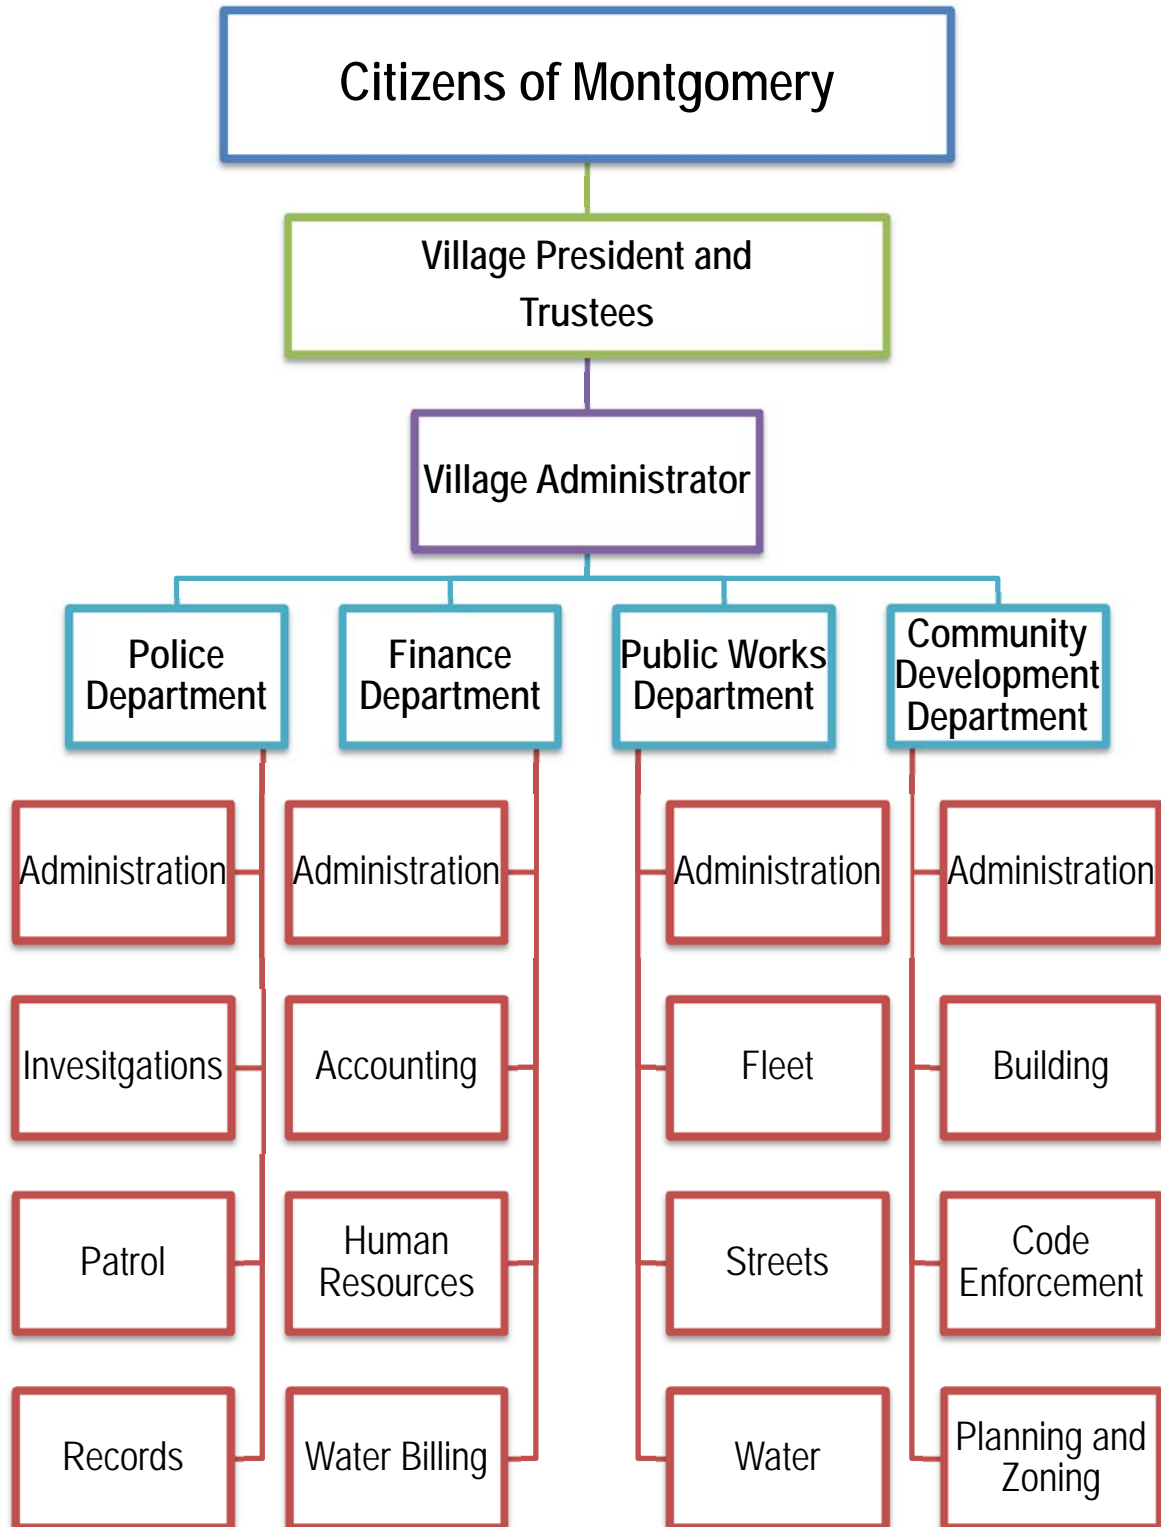 Citizens of Montgomery
Village President and
Trustees
Village Administrator
Police
Department
Finance
Department
Public Works
Department
Community
Development
Department
Administration
Administration
Administration
Administration
Invesitgations
Accounting
Fleet
Building
Patrol
Human
Resources
Streets
Code
Enforcement
Records
Water Billing
Water
Planning and
Zoning